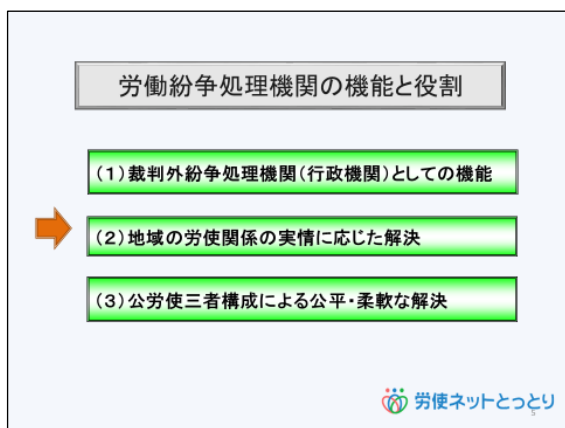 労働紛争処理機関の機能と役割
(1)裁判外紛争処理機関(行政機関)としての機能
(2)地域の労使関係の実情に応じた解決
(3)公労使三者構成による公平・柔軟な解決
労使ネットとっとり
5